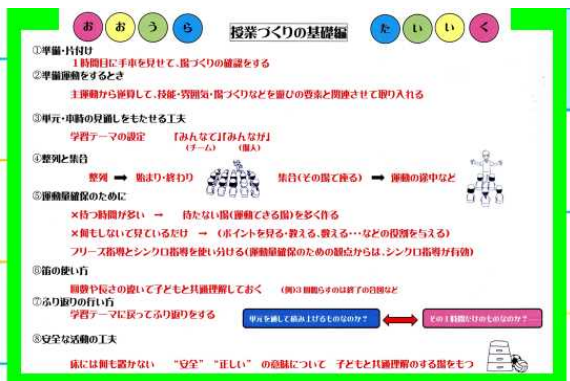 おおうら 授業づくりの基礎編 たいいく
①準備・片付け
1時間目に手本を見せて、場づくりの確認をする
②準備運動をするとき
主運動から逆算して、技能・雰囲気・場づくりなどを遊びの要素と関連させて取り入れる
③単元・本時の見通しをもたせる工夫
学習テーマの設定 「みんなで」「みんなが」
(チーム) (個人)
④整列と集合
整列 ➡ 始まり・終わり 集合(その場で座る) ➡ 運動の途中など
⑤運動量確保のために
×待つ時間が多い → 待たない場(運動できる場)を多く作る
×何もしないで見ているだけ → (ポイントを見る・教える、数える…などの役割を与える)
フリーズ指導とシンクロ指導を使い分ける(運動量確保のための観点からは、シンクロ指導が有効)
⑥笛の使い方
回数や長さの違いで子どもと共通理解しておく (例)3回鳴らすのは終了の合図など
⑦ふり返りの行い方
学習テーマに戻ってふり返りをする 単元を通して積み上げるものなのか? その1時間だけのものなのか?……
⑧安全な活動の工夫
床には何も置かない “安全” “正しい” の意味について 子どもと共通理解する場をもつ